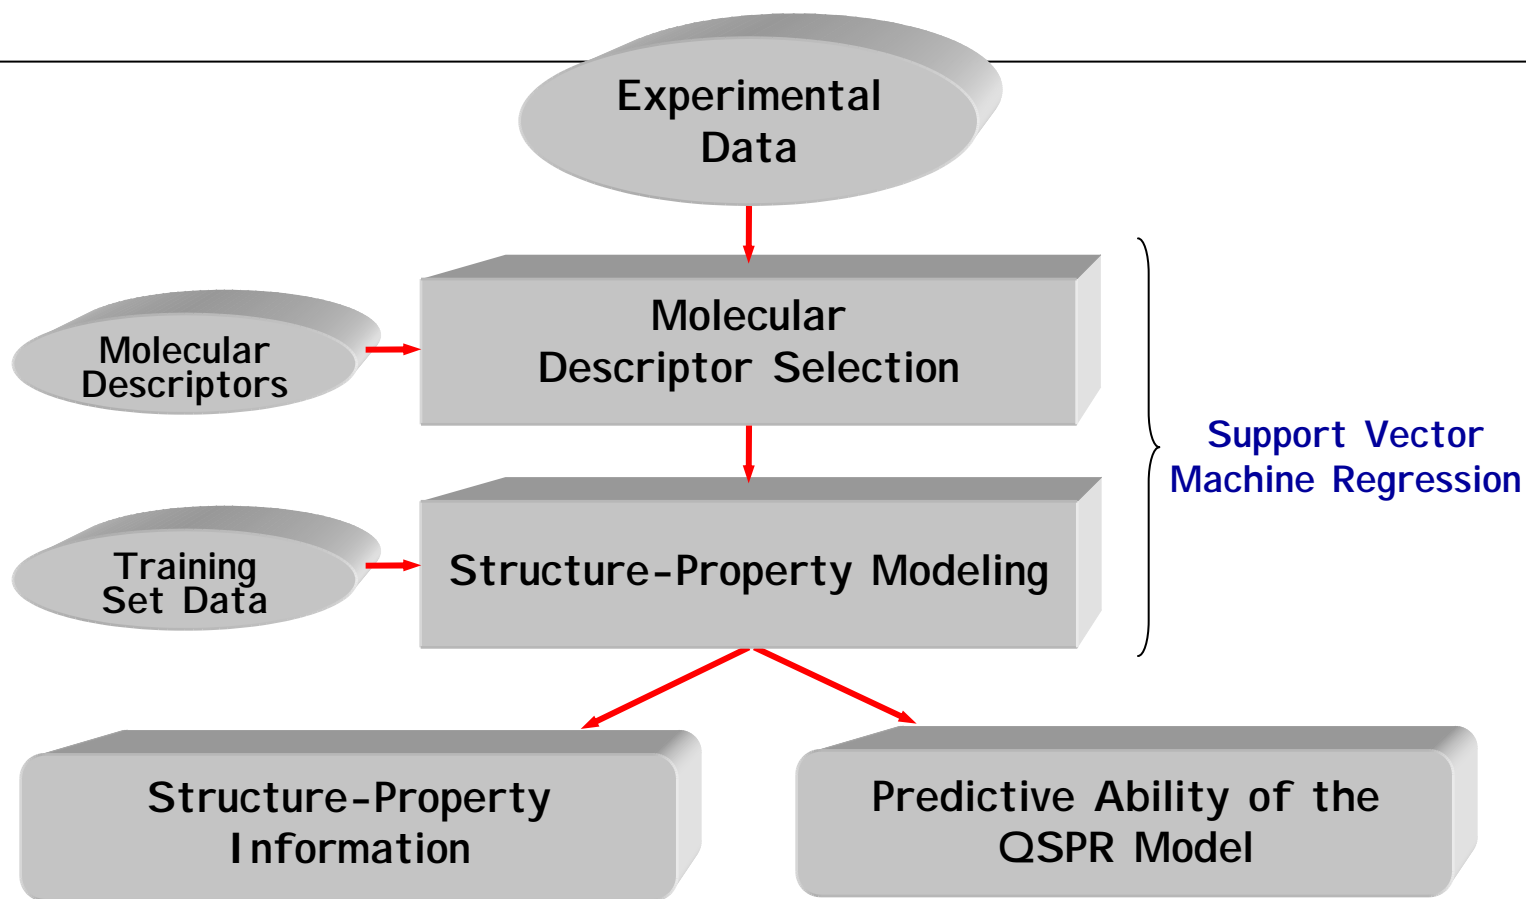 Experimental
Data
Molecular
Descriptor Selection
Molecular
Descriptors
Support Vector
Machine Regression
Structure-Property Modeling
Training
Set Data
Structure-Property
Information
Predictive Ability of the
QSPR Model